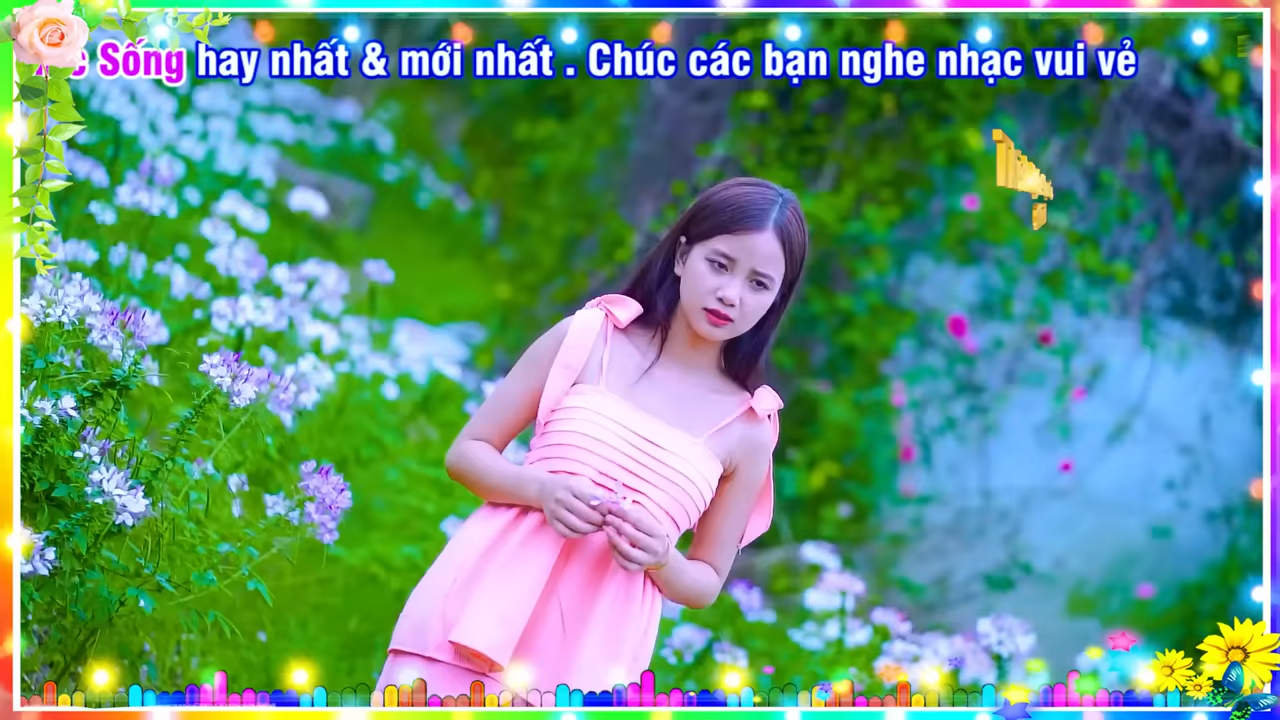 Sống hay nhất & mới nhất . Chúc các bạn nghe nhạc vui vẻ